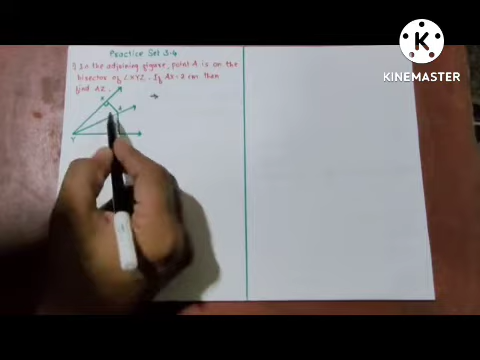 Practice Set 3.4
1) In the adjoining figure, point A is on the
bisector of ∠XYZ. If AX = 2 cm then
find AZ.
X
A
Y
K
KINEMASTER